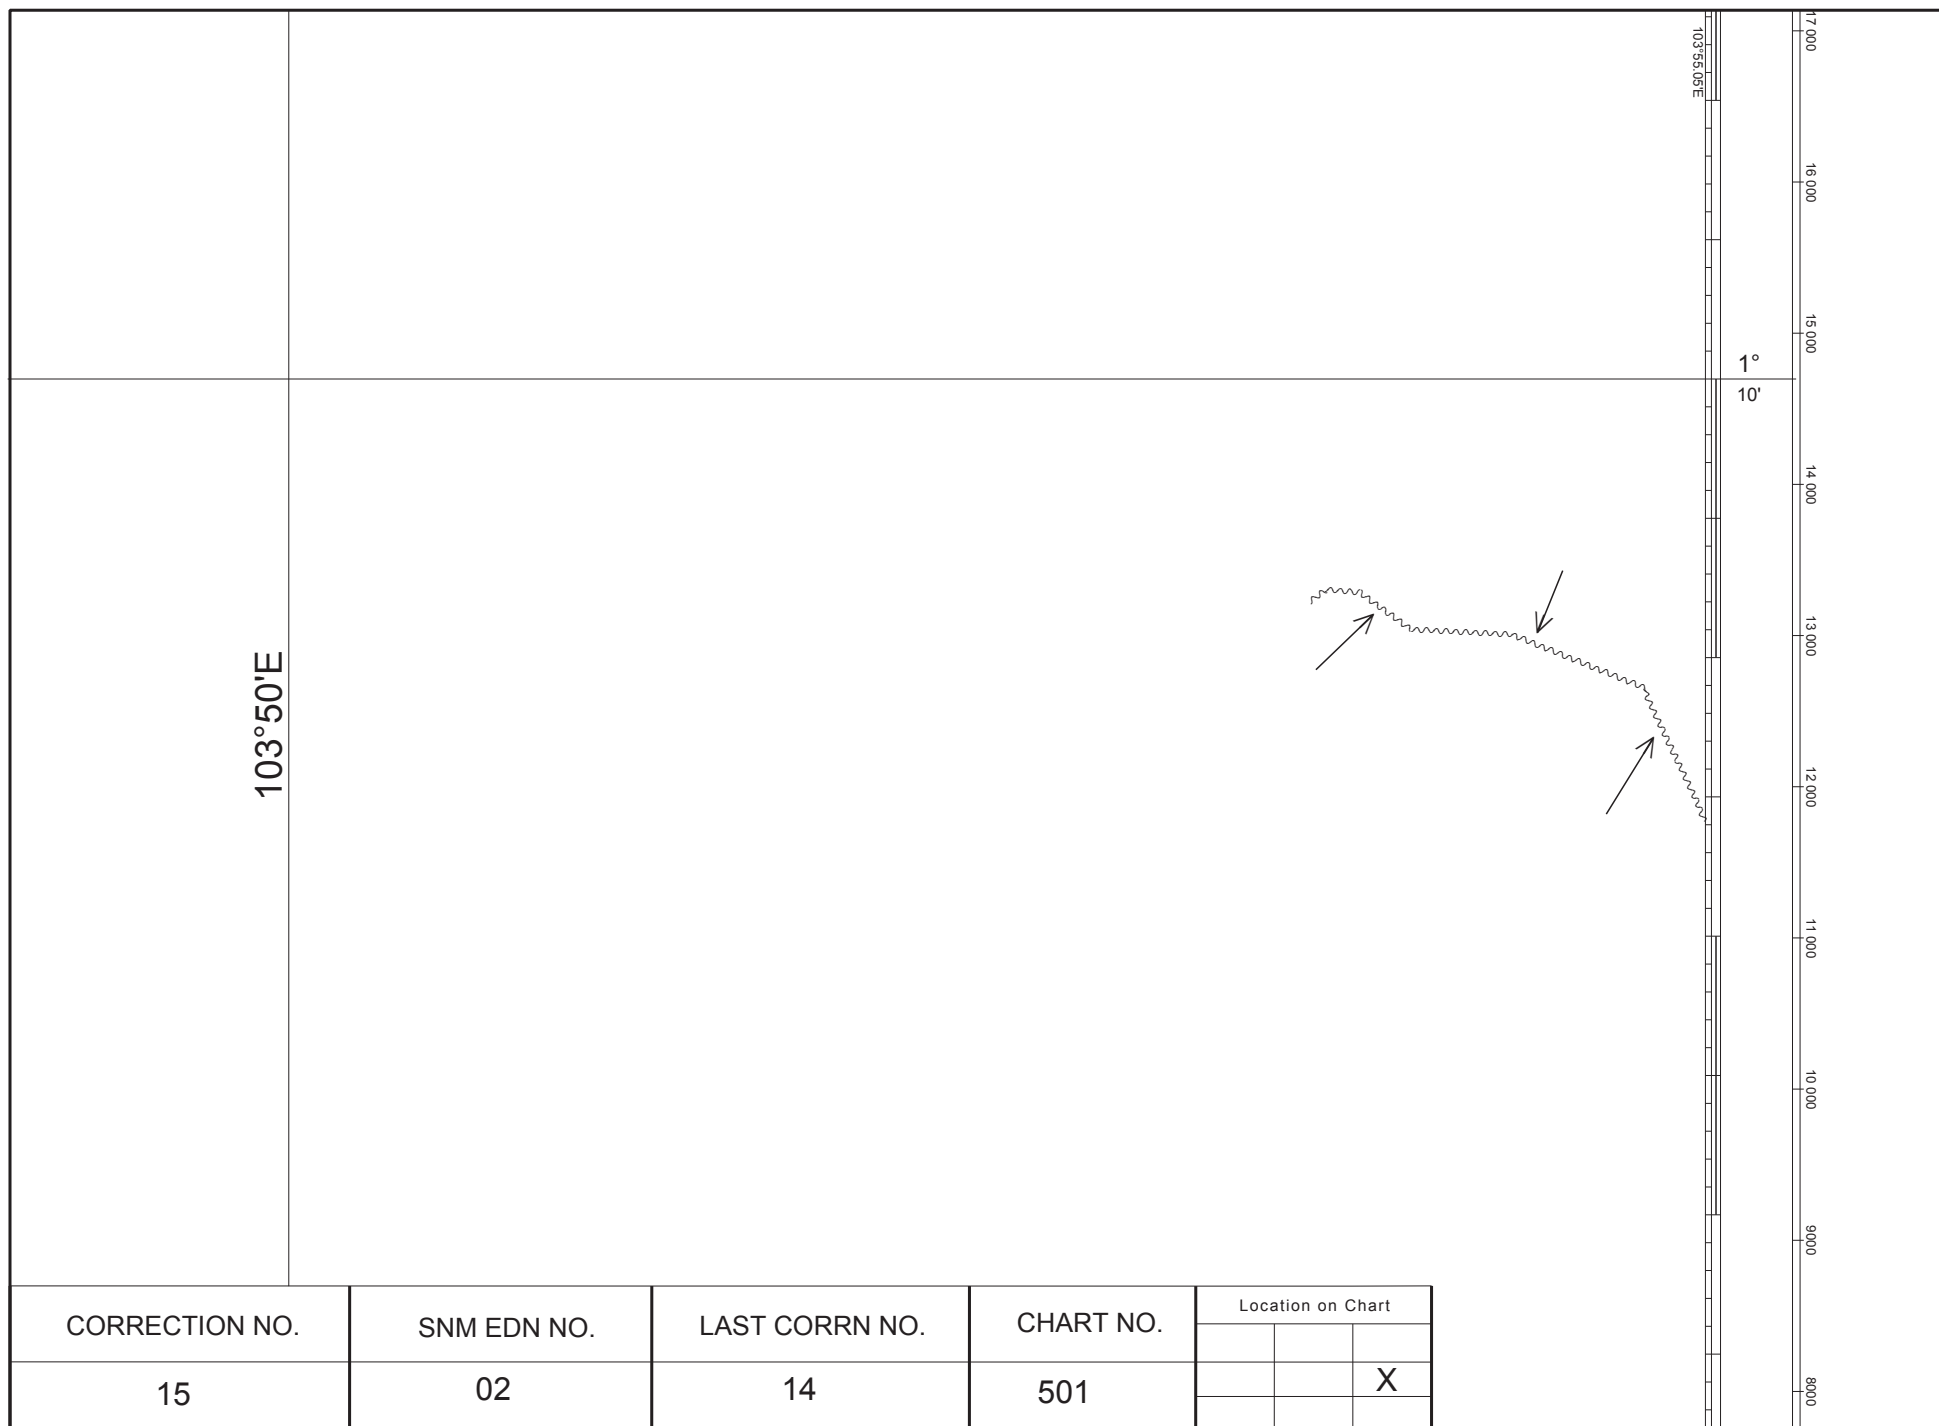 103°55.05'E
17 000
16 000
15 000
1°
10'
14 000
13 000
103°50'E
12 000
11 000
10 000
9000
8000
Location on Chart
CORRECTION NO. SNM EDN NO. LAST CORRN NO. CHART NO.
15 02 14 501 X